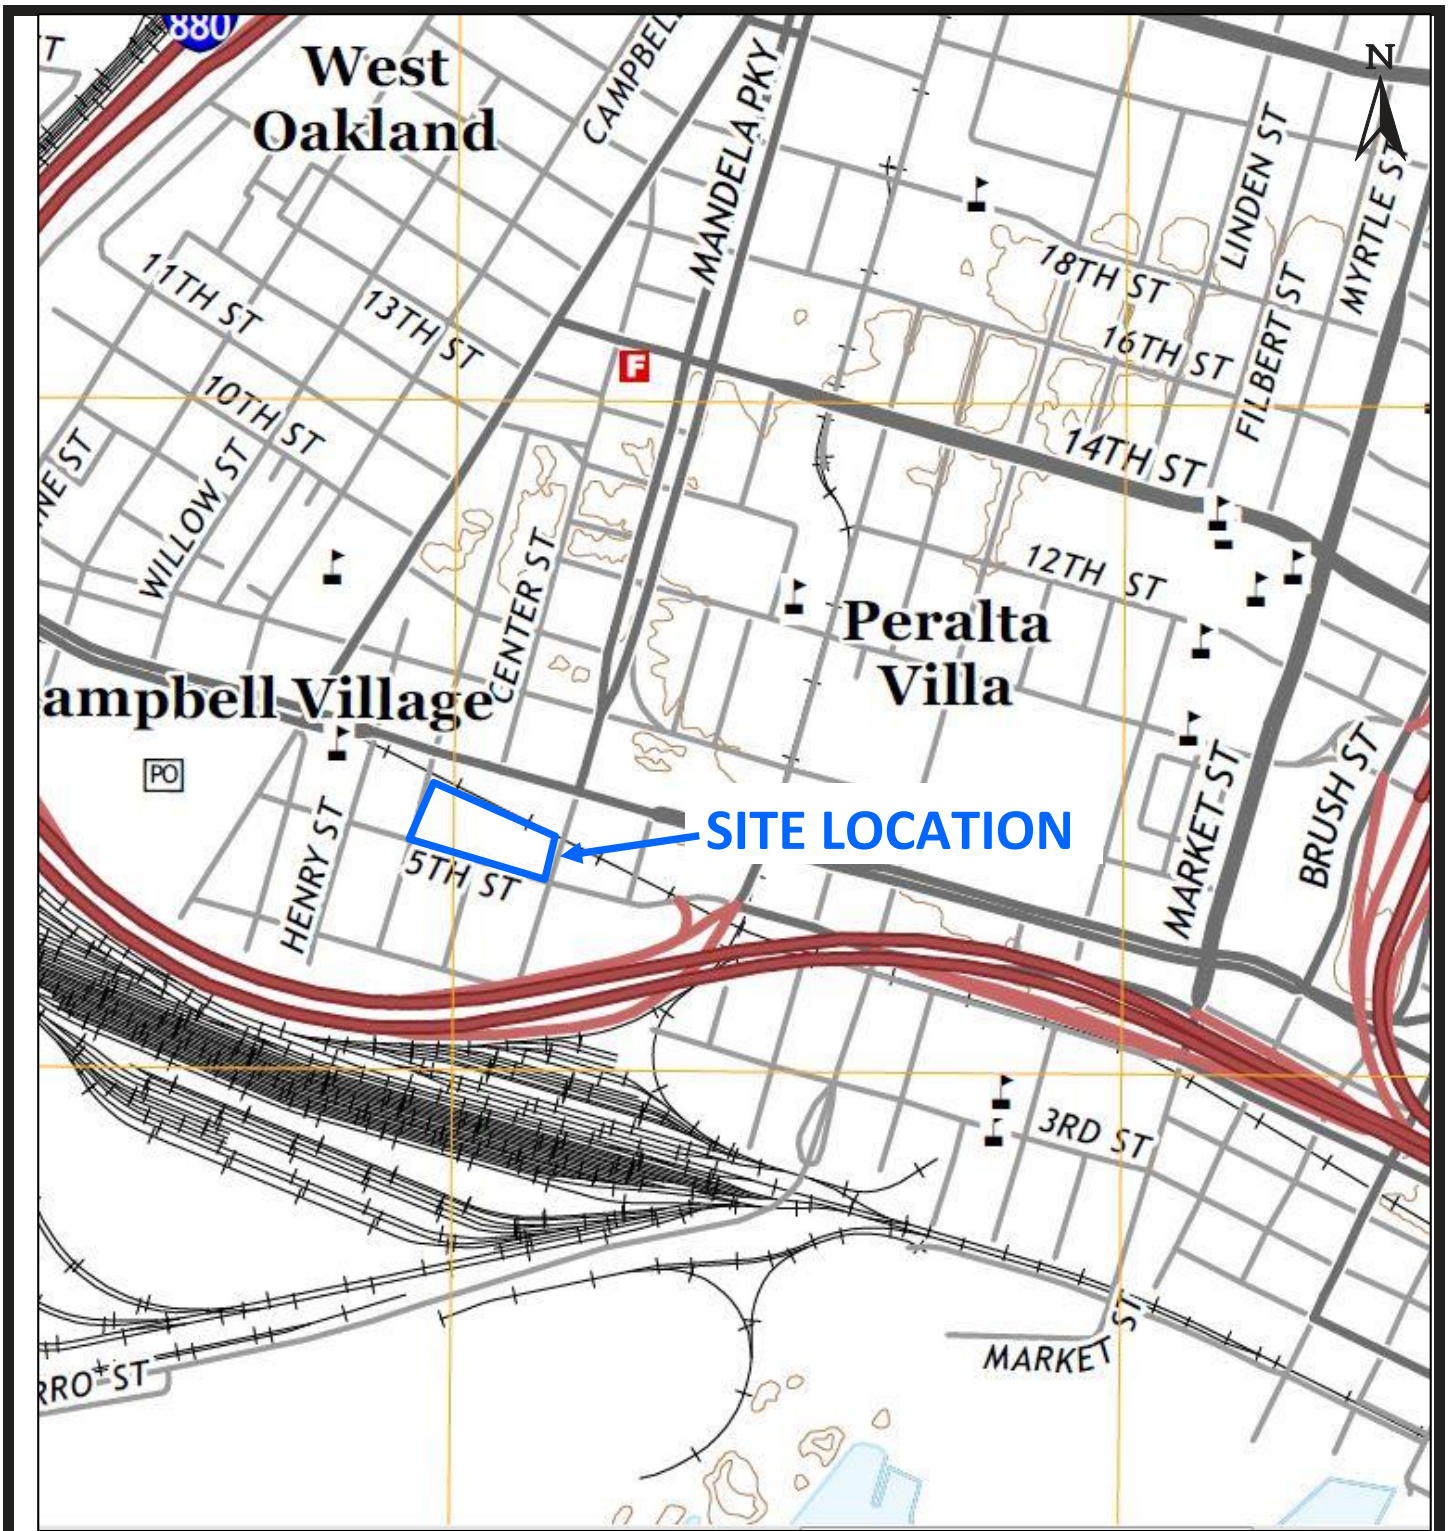 880
West
Oakland
CAMPBELL
MANDELA PKY
N
LINDEN ST
MYRTLE ST
18TH ST
11TH ST
13TH ST
16TH ST
FILBERT ST
F
10TH ST
14TH ST
NE ST
WILLOW ST
12TH ST
CENTER ST
Peralta
Villa
ampbell Village
PO
BRUSH ST
MARKET ST
SITE LOCATION
HENRY ST
5TH ST
3RD ST
MARKET ST
RRO ST